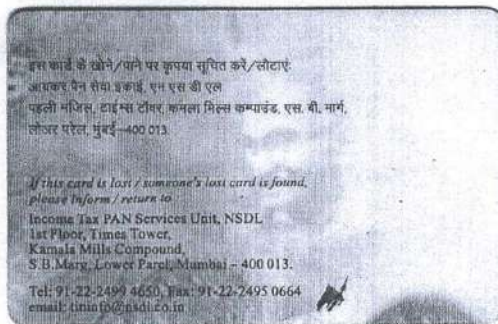 इस कार्ड के खोने/पाने पर कृपया सूचित करें/लौटाएं:
आयकर पैन सेवा इकाई, एन एस डी एल
पहली मंजिल, टाईम्स टॉवर, कमला मिल्स कम्पाउंड, एस. बी. मार्ग,
लोअर परेल, मुंबई–400 013.
If this card is lost / someone's lost card is found,
please inform / return to
Income Tax PAN Services Unit, NSDL
1st Floor, Times Tower,
Kamala Mills Compound,
S.B.Marg, Lower Parel, Mumbai – 400 013.
Tel: 91-22-2499 4650, Fax: 91-22-2495 0664
email: tininfo@nsdl.co.in